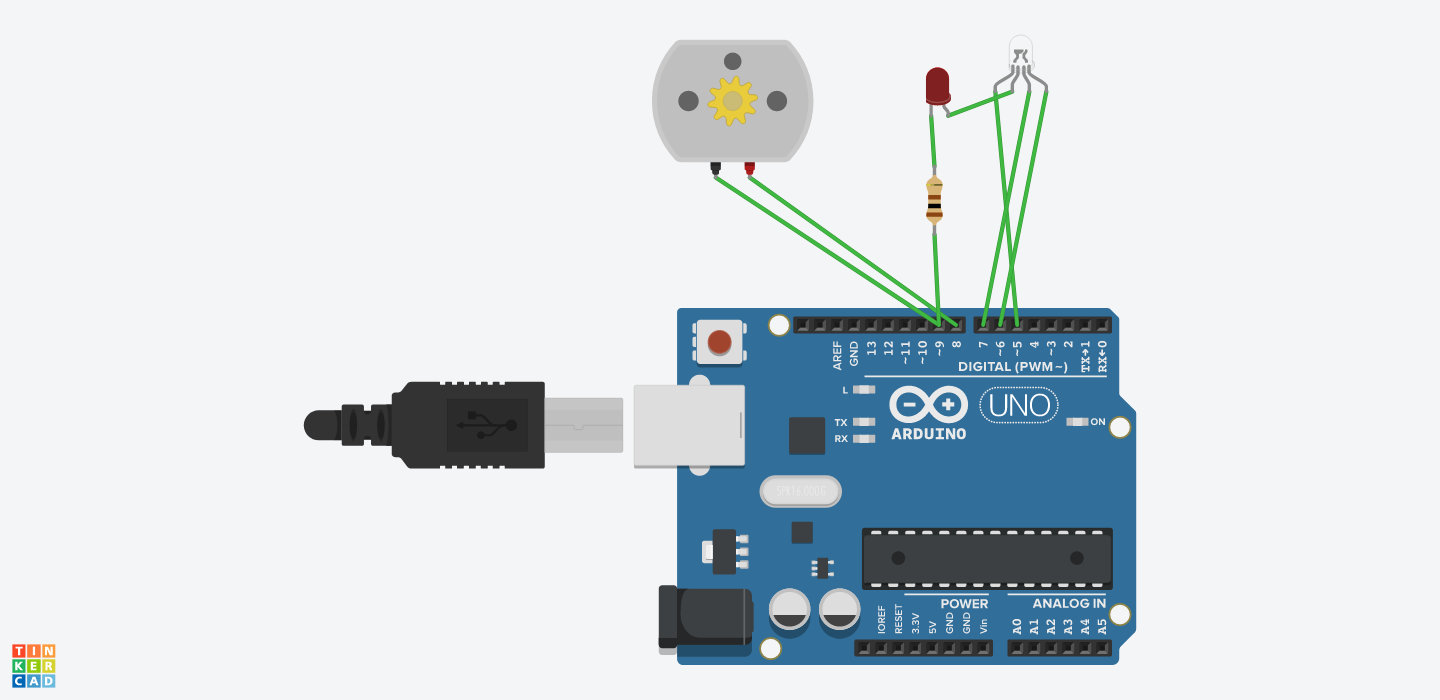 AREF
GND
13
12
~11
~10
~9
8
7
~6
~5
4
~3
2
TX→1
RX←0
DIGITAL (PWM~)
L
TX
RX
ARDUINO
UNO
ON
SPK16.000G
POWER
ANALOG IN
IOREF
RESET
3.3V
5V
GND
GND
Vin
A0
A1
A2
A3
A4
A5
TIN
KER
CAD